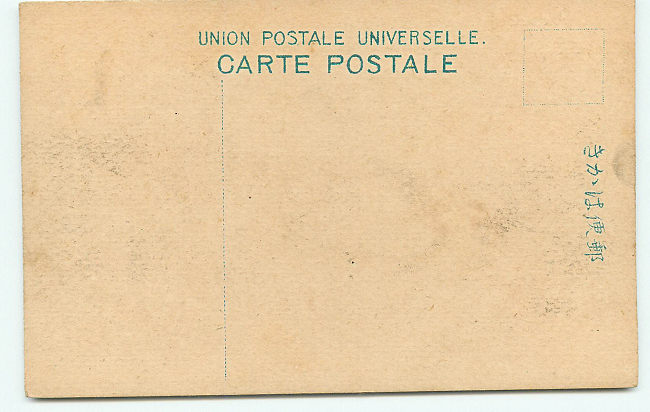 UNION POSTALE UNIVERSELLE.
CARTE POSTALE
郵便はがき